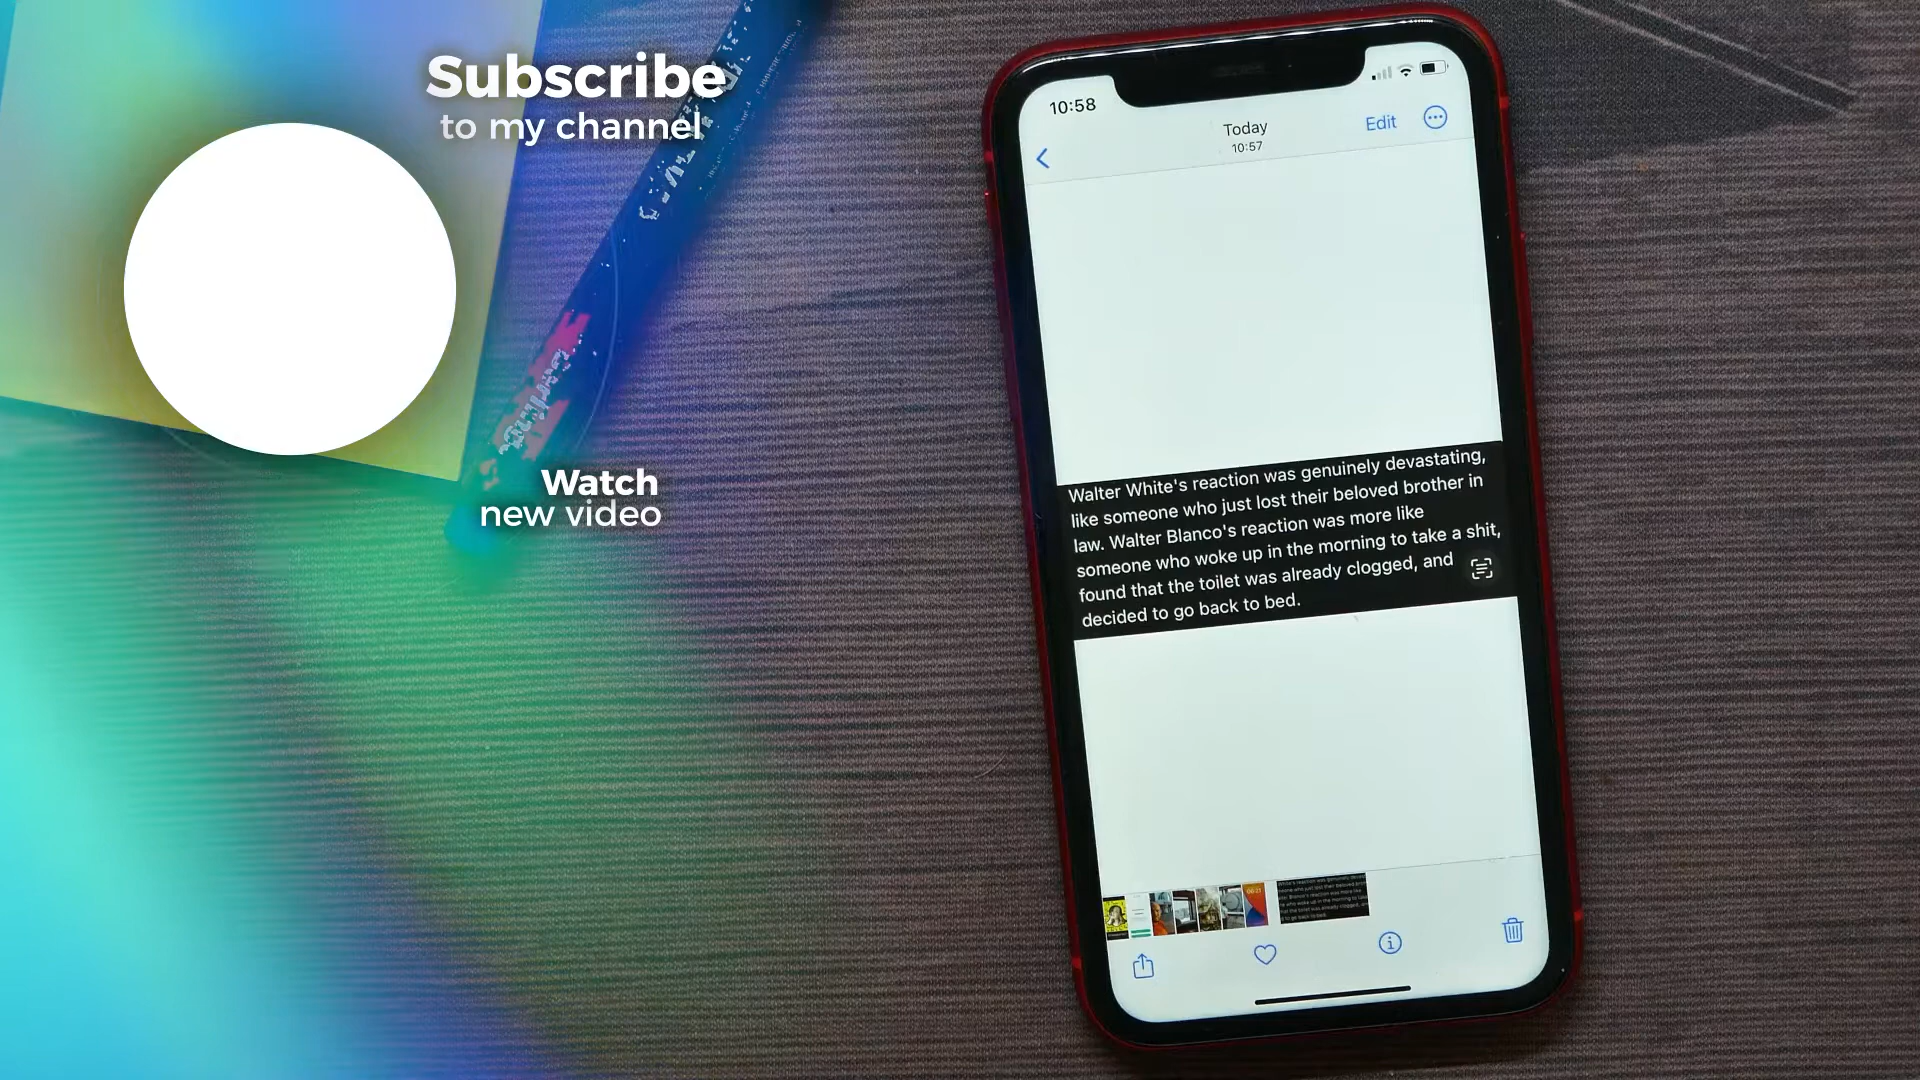 Subscribe
to my channel
Watch
new video
10:58
Today
10:57
Edit
Walter White's reaction was genuinely devastating,
like someone who just lost their beloved brother in
law. Walter Blanco's reaction was more like
someone who woke up in the morning to take a shit,
found that the toilet was already clogged, and
decided to go back to bed.